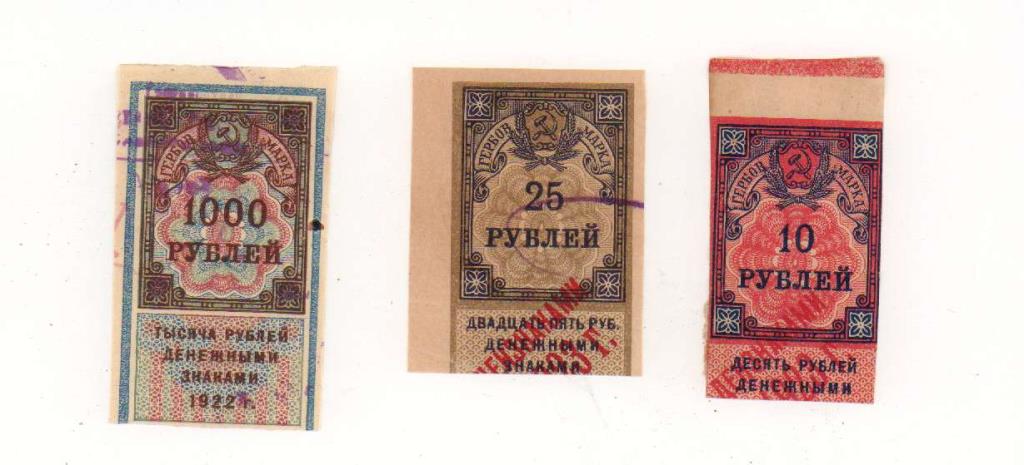 ГЕРБОВ. МАРКА
1000
РУБЛЕЙ
ТЫСЯЧА РУБЛЕЙ
ДЕНЕЖНЫМИ
ЗНАКАМИ
1922 г.
ГЕРБОВ. МАРКА
25
РУБЛЕЙ
ДВАДЦАТЬ ПЯТЬ РУБ.
ДЕНЕЖНЫМИ
ЗНАКАМИ
ГЕРБОВ. МАРКА
10
РУБЛЕЙ
ДЕСЯТЬ РУБЛЕЙ
ДЕНЕЖНЫМИ